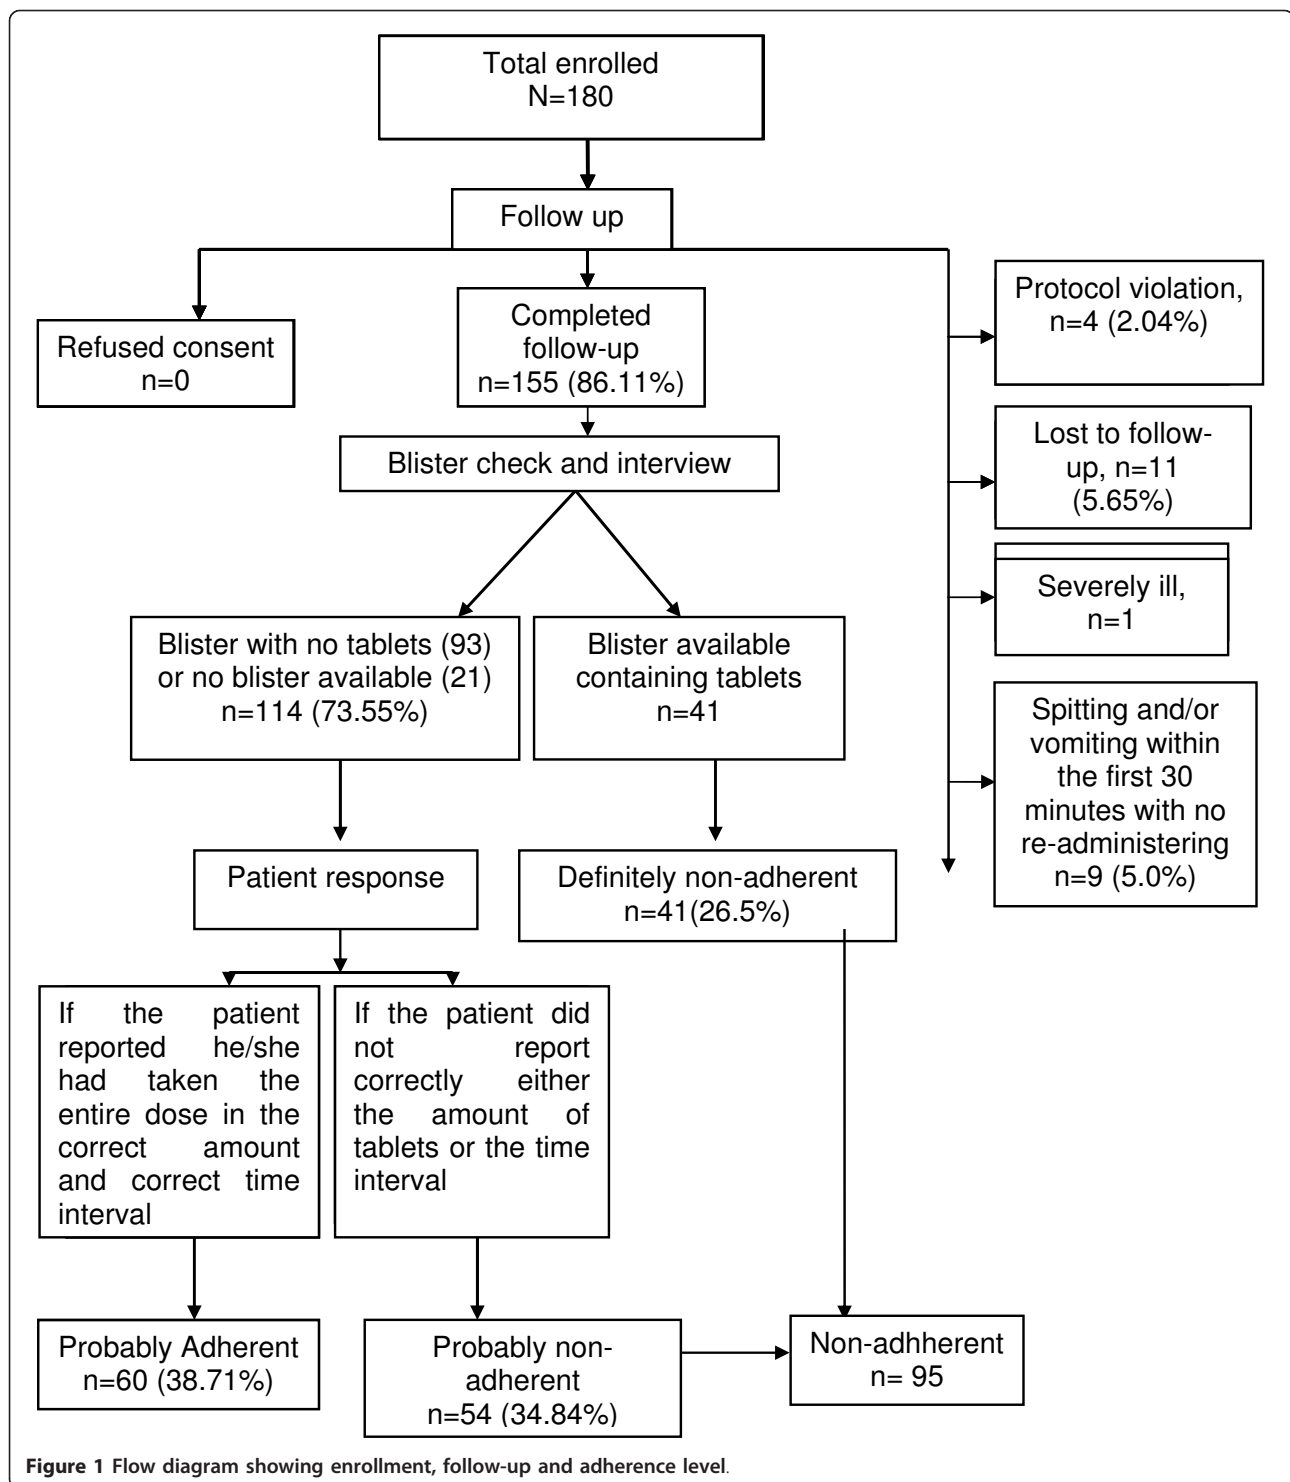 Total enrolled
N=180
Follow up
Refused consent
n=0
Completed
follow-up
n=155 (86.11%)
Protocol violation,
n=4 (2.04%)
Lost to follow-
up, n=11
(5.65%)
Severely ill,
n=1
Spitting and/or
vomiting within
the first 30
minutes with no
re-administering
n=9 (5.0%)
Blister check and interview
Blister with no tablets (93)
or no blister available (21)
n=114 (73.55%)
Blister available
containing tablets
n=41
Patient response
Definitely non-adherent
n=41(26.5%)
If the patient
reported he/she
had taken the
entire dose in the
correct amount
and correct time
interval
If the patient did
not report
correctly either
the amount of
tablets or the time
interval
Probably Adherent
n=60 (38.71%)
Probably non-
adherent
n=54 (34.84%)
Non-adhherent
n= 95
Figure 1 Flow diagram showing enrollment, follow-up and adherence level.